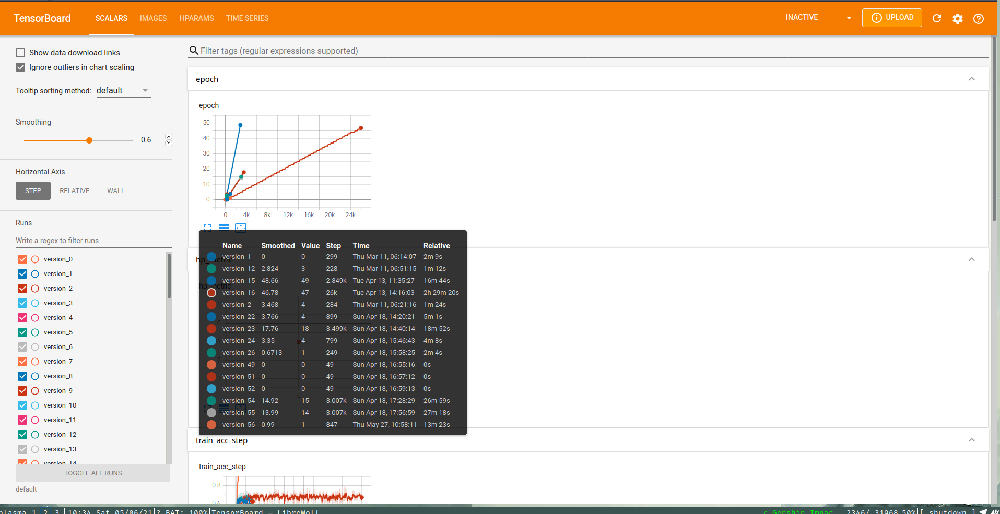 TensorBoard SCALARS IMAGES HPARAMS TIME SERIES INACTIVE UPLOAD
Show data download links
Ignore outliers in chart scaling
Tooltip sorting method: default
Smoothing
0.6
Horizontal Axis
STEP RELATIVE WALL
Runs
Write a regex to filter runs
version_0
version_1
version_2
version_3
version_4
version_5
version_6
version_7
version_8
version_9
version_10
version_11
version_12
version_13
version_14
TOGGLE ALL RUNS
default
Filter tags (regular expressions supported)
epoch
epoch
50
40
30
20
10
0
0 4k 8k 12k 16k 20k 24k
hp_metric
hp_metric
Name Smoothed Value Step Time Relative
version_1 0 0 299 Thu Mar 11, 06:14:07 2m 9s
version_12 2.824 3 228 Thu Mar 11, 06:51:15 1m 12s
version_15 48.66 49 2.849k Tue Apr 13, 11:35:27 16m 44s
version_16 46.78 47 26k Tue Apr 13, 14:16:03 2h 29m 20s
version_2 3.468 4 284 Thu Mar 11, 06:21:16 1m 24s
version_22 3.766 4 899 Sun Apr 18, 14:20:21 5m 1s
version_23 17.76 18 3.499k Sun Apr 18, 14:40:14 18m 52s
version_24 3.35 4 799 Sun Apr 18, 15:46:43 4m 8s
version_26 0.6713 1 249 Sun Apr 18, 15:58:25 2m 4s
version_49 0 0 49 Sun Apr 18, 16:55:16 0s
version_51 0 0 49 Sun Apr 18, 16:57:12 0s
version_52 0 0 49 Sun Apr 18, 16:59:13 0s
version_54 14.92 15 3.007k Sun Apr 18, 17:28:29 26m 59s
version_55 13.99 14 3.007k Sun Apr 18, 17:56:59 27m 18s
version_56 0.99 1 847 Thu May 27, 10:58:11 13m 23s
train_acc_step
train_acc_step
0.8
0.6
plasma 1 2 3 ||10:34 Sat 05/06/21|? BAT: 100%|TensorBoard — LibreWolf
Genshin Impac | 2346/ 31968|50%|[ shutdown ]